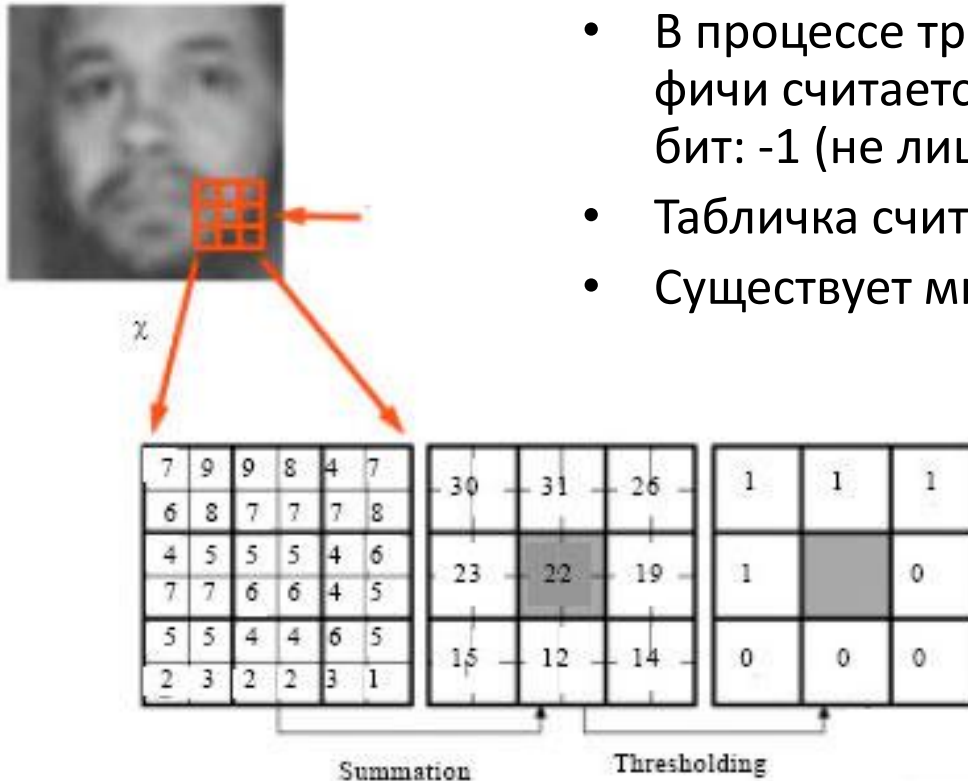 • В процессе тр
фичи считаетс
бит: -1 (не лиц
• Табличка счит
• Существует м
χ
7 9 9 8 4 7
6 8 7 7 7 8
4 5 5 5 4 6
7 7 6 6 4 5
5 5 4 4 6 5
2 3 2 2 3 1
30 31 26
23 22 19
15 12 14
1 1 1
1 0
0 0 0
Summation
Thresholding